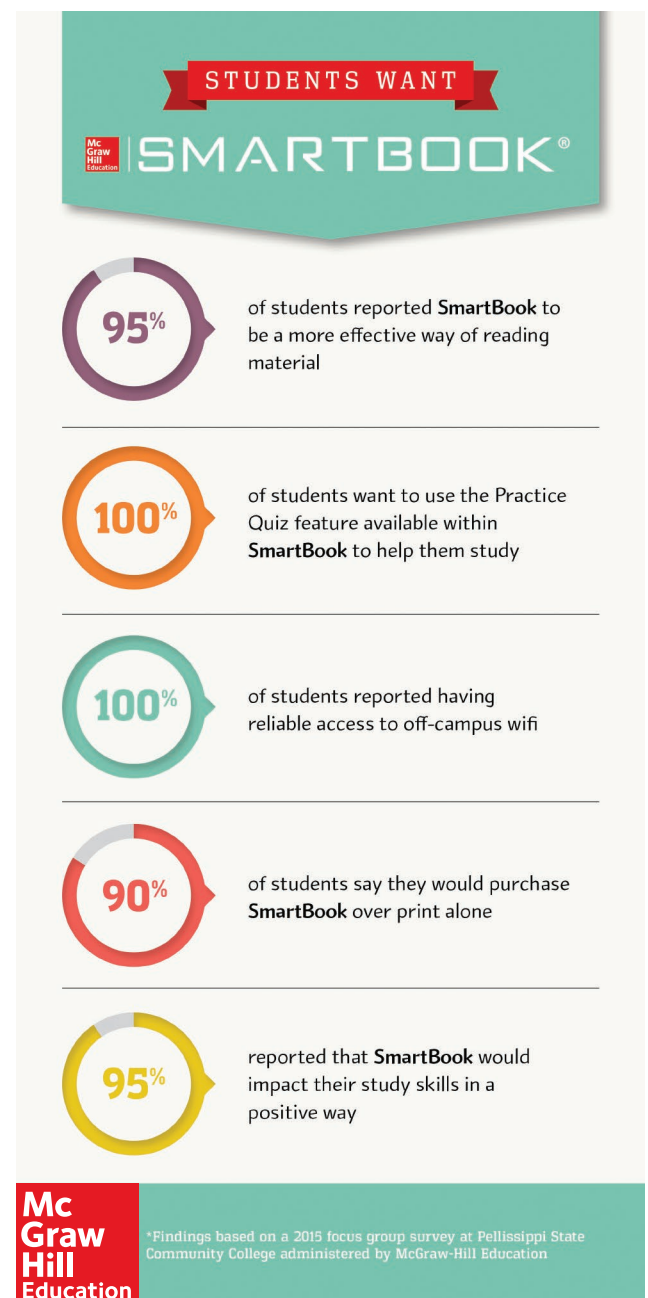 STUDENTS WANT
Mc
Graw
Hill
Education
SMARTBOOK®
95%
of students reported SmartBook to
be a more effective way of reading
material
100%
of students want to use the Practice
Quiz feature available within
SmartBook to help them study
100%
of students reported having
reliable access to off-campus wifi
90%
of students say they would purchase
SmartBook over print alone
95%
reported that SmartBook would
impact their study skills in a
positive way
Mc
Graw
Hill
Education
*Findings based on a 2015 focus group survey at Pellissippi State
Community College administered by McGraw-Hill Education